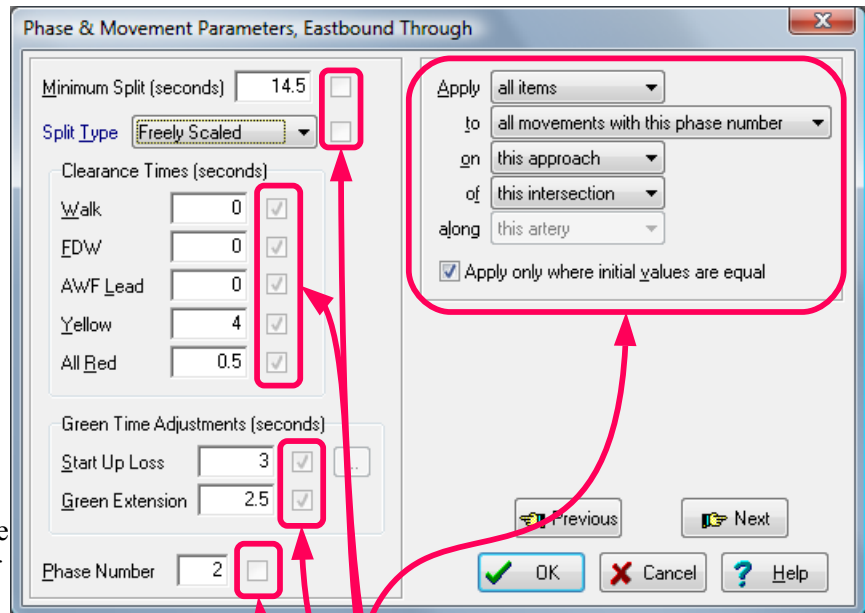 Phase & Movement Parameters, Eastbound Through
Minimum Split (seconds) 14.5
Split Type Freely Scaled
Clearance Times (seconds)
Walk 0
FDW 0
AWF Lead 0
Yellow 4
All Red 0.5
Green Time Adjustments (seconds)
Start Up Loss 3 ...
Green Extension 2.5
Phase Number 2
Apply all items
to all movements with this phase number
on this approach
of this intersection
along this artery
Apply only where initial values are equal
Previous Next
OK Cancel ? Help